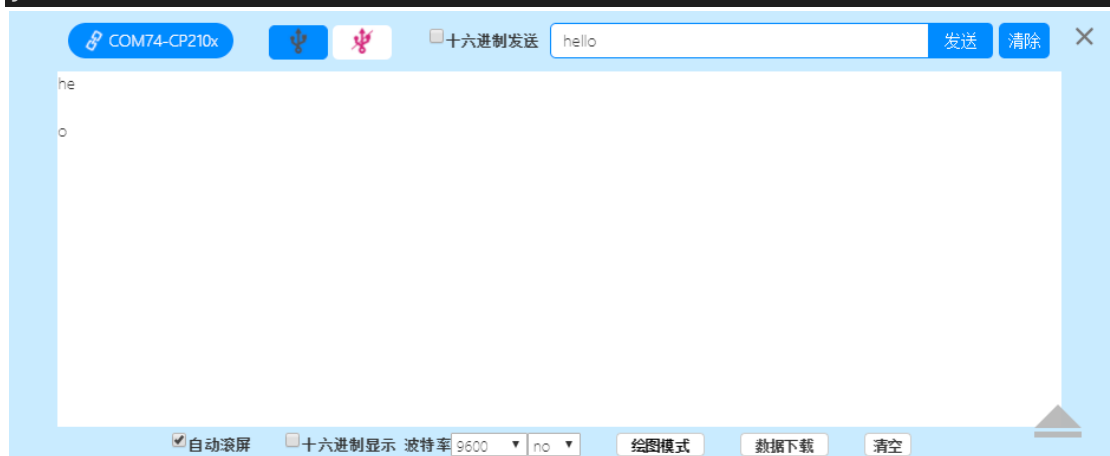 COM74-CP210x 十六进制发送 hello 发送 清除
he
o
自动滚屏 十六进制显示 波特率 9600 no 绘图模式 数据下载 清空